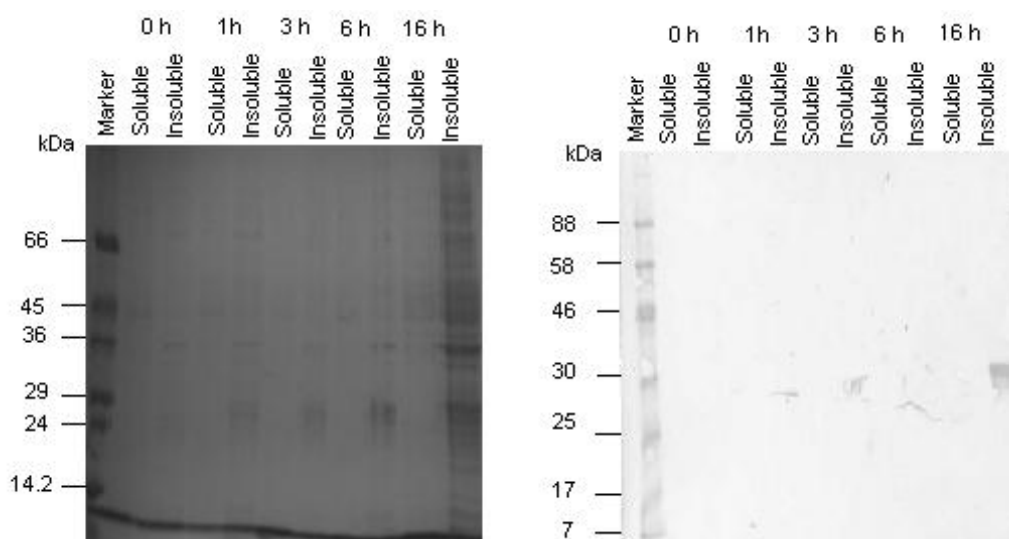 0 h 1h 3 h 6 h 16 h
Marker Soluble Insoluble Soluble Insoluble Soluble Insoluble Soluble Insoluble Soluble Insoluble
kDa
66
45
36
29
24
14.2
0 h 1 h 3 h 6 h 16 h
Marker Soluble Insoluble Soluble Insoluble Soluble Insoluble Soluble Insoluble Soluble Insoluble
kDa
88
58
46
30
25
17
7